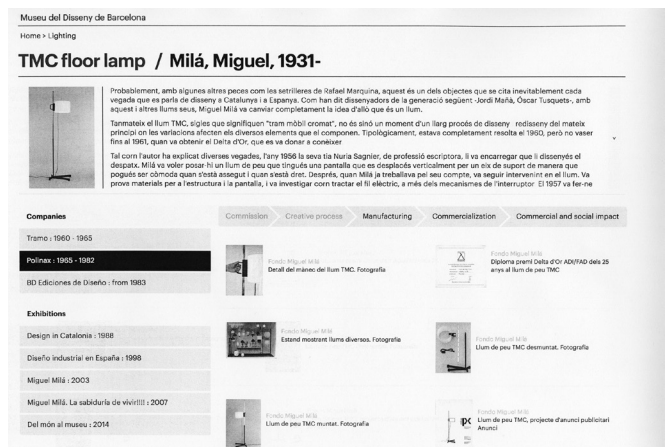 Museu del Disseny de Barcelona
Home > Lighting
TMC floor lamp / Milá, Miguel, 1931-
Probablement, amb algunes altres peces com les setrilleres de Rafael Marquina, aquest és un dels objectes que se cita inevitablement cada
vegada que es parla de disseny a Catalunya i a Espanya. Com han dit dissenyadors de la generació següent -Jordi Mañà, Óscar Tusquets-, amb
aquest i altres llums seus, Miguel Milá va canviar completament la idea d'allò que és un llum.
Tanmateix el llum TMC, sigles que signifiquen "tram mòbil cromat", no és sinó un moment d'un llarg procés de disseny redisseny del mateix
principi on les variacions afecten els diversos elements que el componen. Tipològicament, estava completament resolta el 1960, però no vaser
fins al 1961, quan va obtenir el Delta d'Or, que es va donar a conèixer
Tal corn l'autor ha explicat diverses vegades, l'any 1956 la seva tia Nuria Sagnier, de professió escriptora, li va encarregar que li dissenyés el
despatx. Milá va voler posar-hi un llum de peu que tingués una pantalla que es desplacés verticalment per un eix de suport de manera que
pogués ser còmoda quan s'està assegut i quan s'està dret. Després, quan Milá ja treballava pel seu compte, va seguir intervenint en el llum. Va
prova materials per a l'estructura i la pantalla, i va investigar corn tractar el fil elèctric, a més dels mecanismes de l'interruptor El 1957 va fer-ne
Companies
Tramo : 1960 - 1965
Polinax : 1965 - 1982
BD Ediciones de Diseño : from 1983
Exhibitions
Design in Catalonia : 1988
Diseño industrial en España : 1998
Miguel Milá : 2003
Miguel Milá. La sabiduría de vivir!!!! : 2007
Del món al museu : 2014
Commission
Creative process
Manufacturing
Commercialization
Commercial and social impact
Fondo Miguel Milá
Detall del mànec del llum TMC. Fotografia
Fondo Miguel Milá
Diploma premi Delta d'Or ADI/FAD dels 25
anys al llum de peu TMC
Fondo Miguel Milá
Estand mostrant llums diversos. Fotografia
Fondo Miguel Milá
Llum de peu TMC desmuntat. Fotografia
Fondo Miguel Milá
Llum de peu TMC muntat. Fotografia
Fondo Miguel Milá
Llum de peu TMC, projecte d'anunci publicitari
Anunci